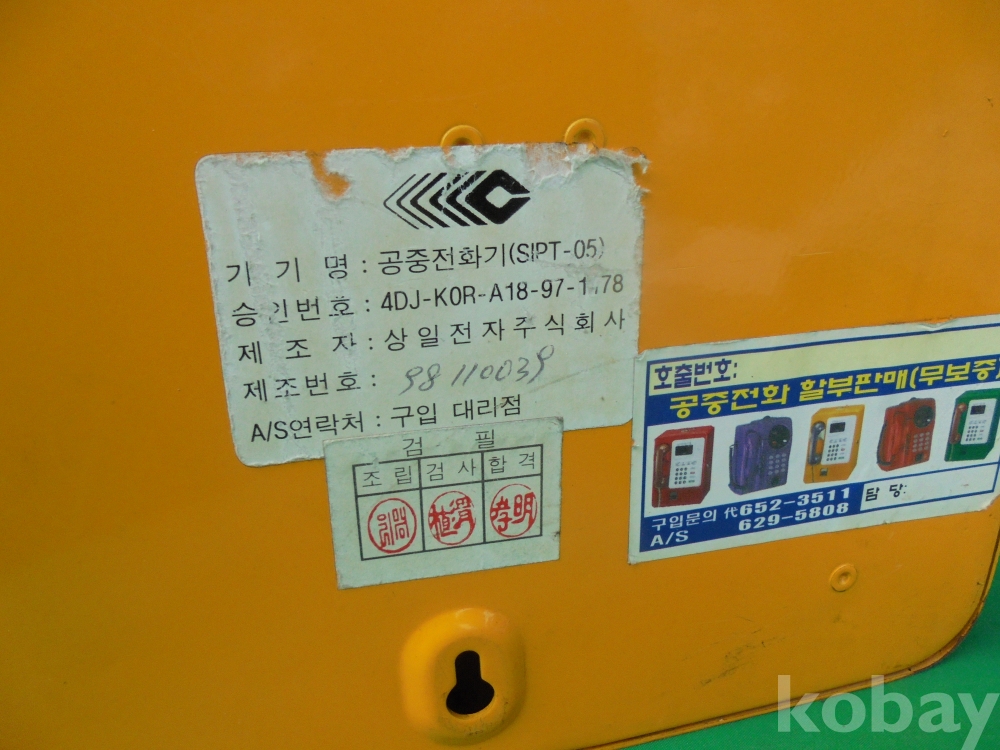 기 기 명 : 공중전화기(SIPT-05)
승인번호 : 4DJ-K0R-A18-97-1178
제 조 자 : 상일전자주식회사
제조번호 : 98110039
A/S연락처 : 구입 대리점
검 필
조립 검사 합격
호출번호:
공중전화 할부판매(무보증)
구입문의 代652-3511 담당:
A/S 629-5808
kobay